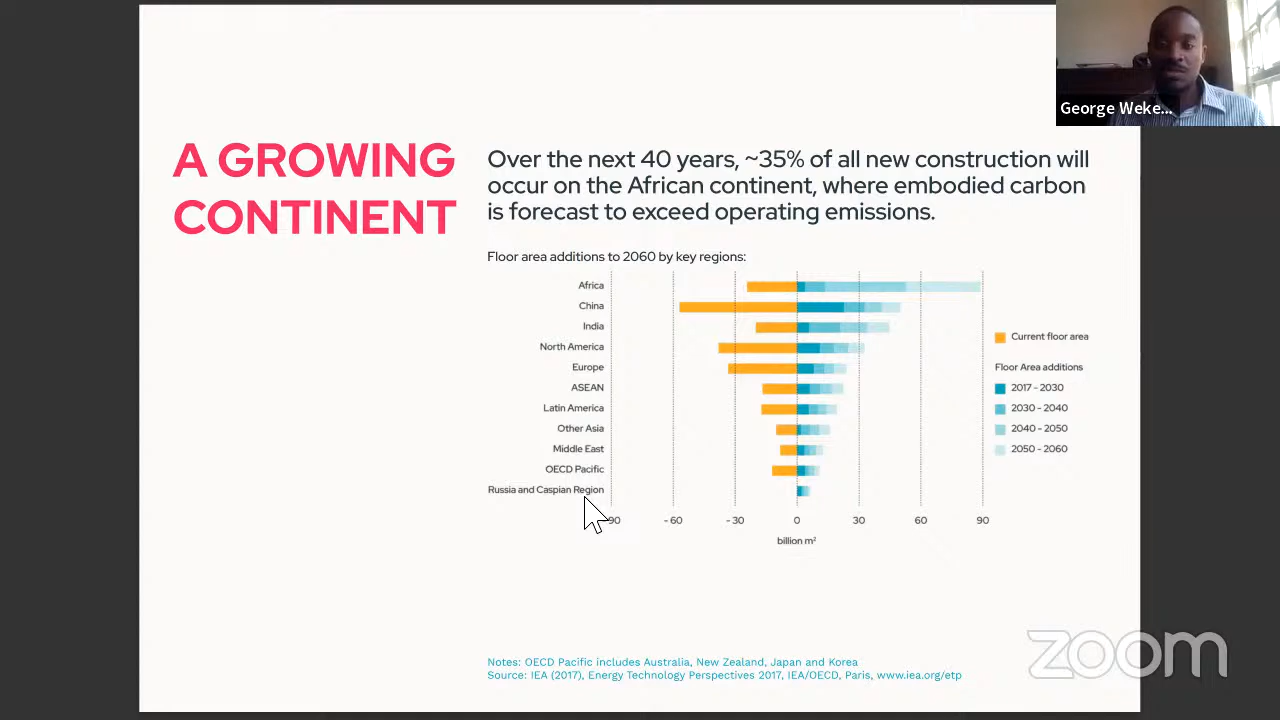 George Weke...
A GROWING
CONTINENT
Over the next 40 years, ~35% of all new construction will
occur on the African continent, where embodied carbon
is forecast to exceed operating emissions.
Floor area additions to 2060 by key regions:
Africa
China
India
North America
Europe
ASEAN
Latin America
Other Asia
Middle East
OECD Pacific
Russia and Caspian Region
90 -60 -30 0 30 60 90
billion m²
Current floor area
Floor Area additions
2017 - 2030
2030 - 2040
2040 - 2050
2050 - 2060
Notes: OECD Pacific includes Australia, New Zealand, Japan and Korea
Source: IEA (2017), Energy Technology Perspectives 2017, IEA/OECD, Paris, www.iea.org/etp
zoom